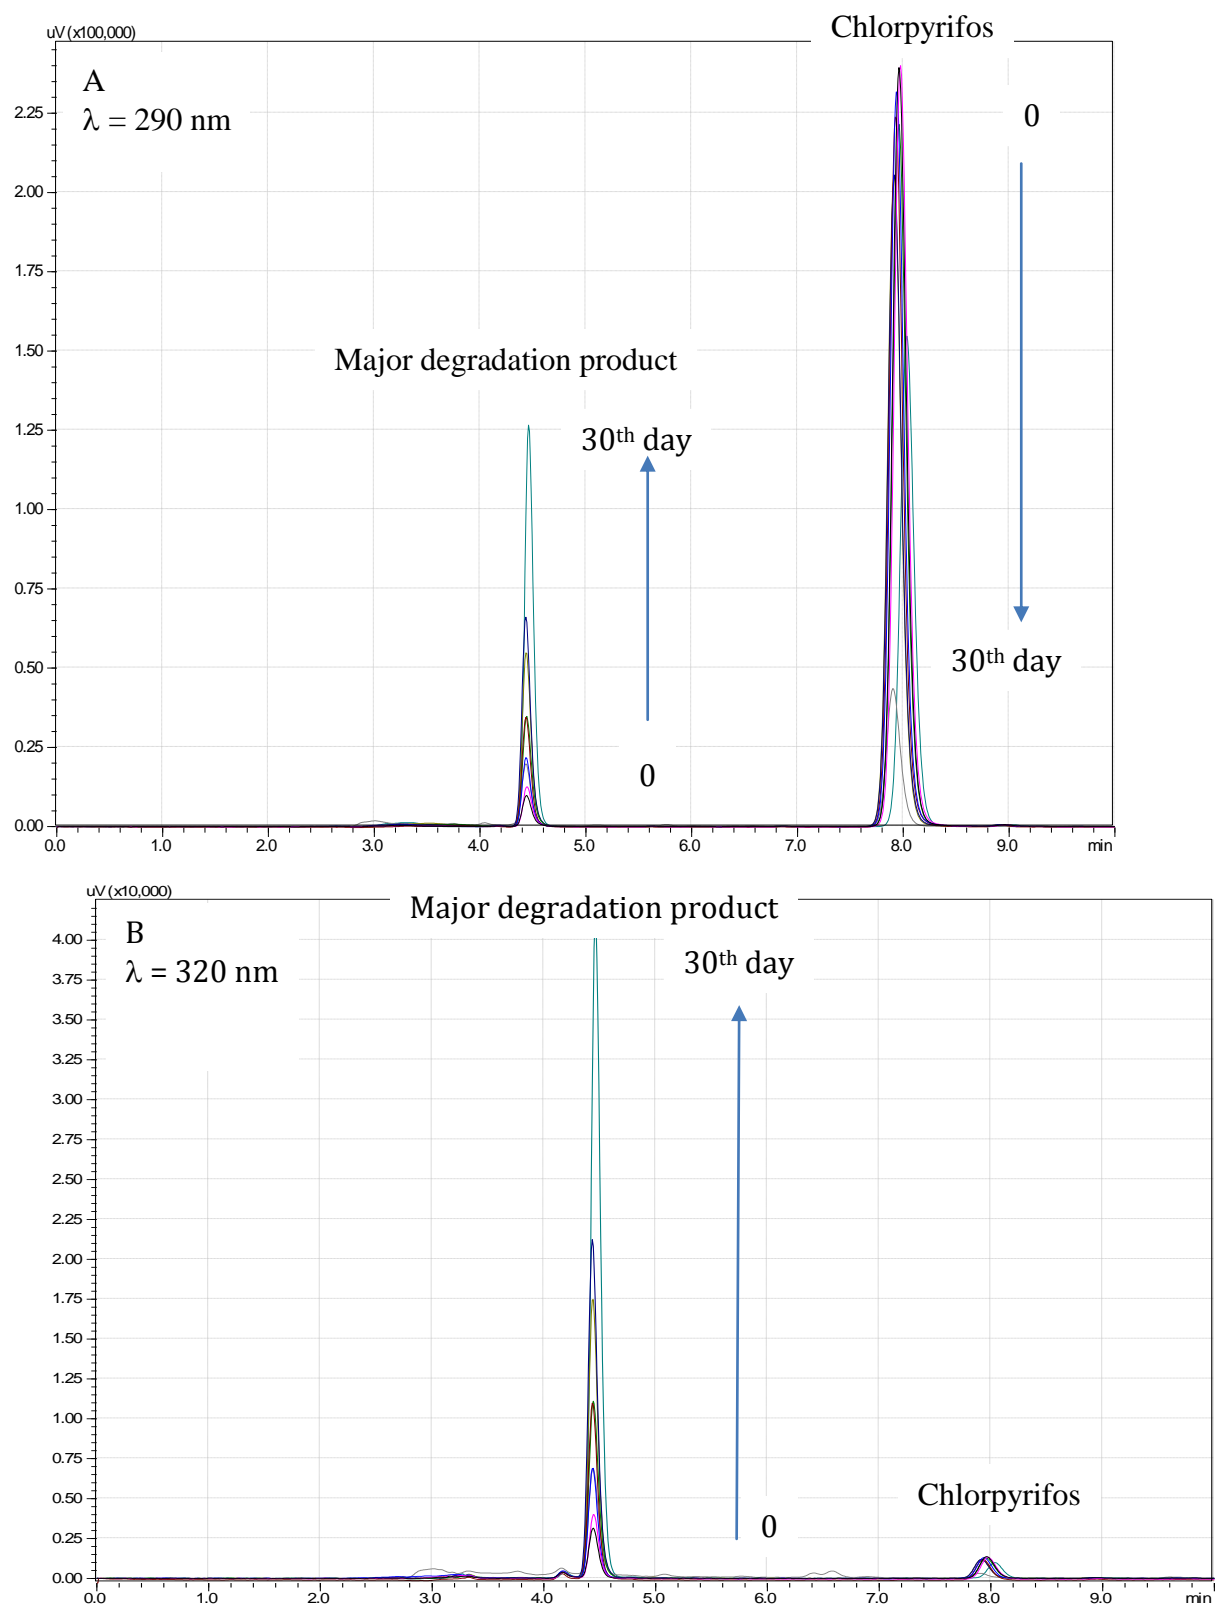 uV (x100,000)
Chlorpyrifos
A
λ = 290 nm
0
2.25
2.00
1.75
1.50
Major degradation product
1.25
30th day
1.00
0.75
0.50
30th day
0.25
0
0.00
0.0 1.0 2.0 3.0 4.0 5.0 6.0 7.0 8.0 9.0 min
uV (x10,000)
Major degradation product
B
4.00
30th day
λ = 320 nm
3.75
3.50
3.25
3.00
2.75
2.50
2.25
2.00
1.75
1.50
1.25
1.00
0.75
0.50
Chlorpyrifos
0
0.25
0.00
0.0 1.0 2.0 3.0 4.0 5.0 6.0 7.0 8.0 9.0 min